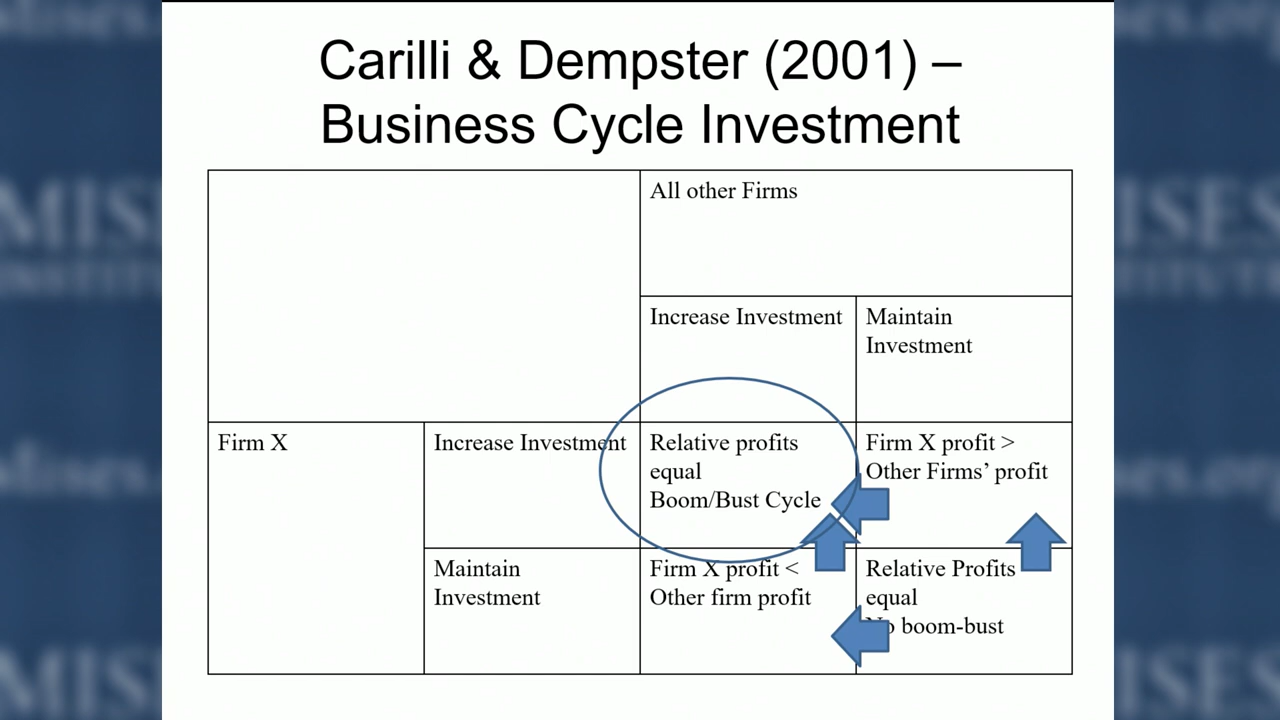 Carilli & Dempster (2001) –
Business Cycle Investment
All other Firms
Increase Investment
Maintain
Investment
Firm X
Increase Investment
Relative profits
equal
Boom/Bust Cycle
Firm X profit >
Other Firms' profit
Maintain
Investment
Firm X profit <
Other firm profit
Relative Profits
equal
No boom-bust